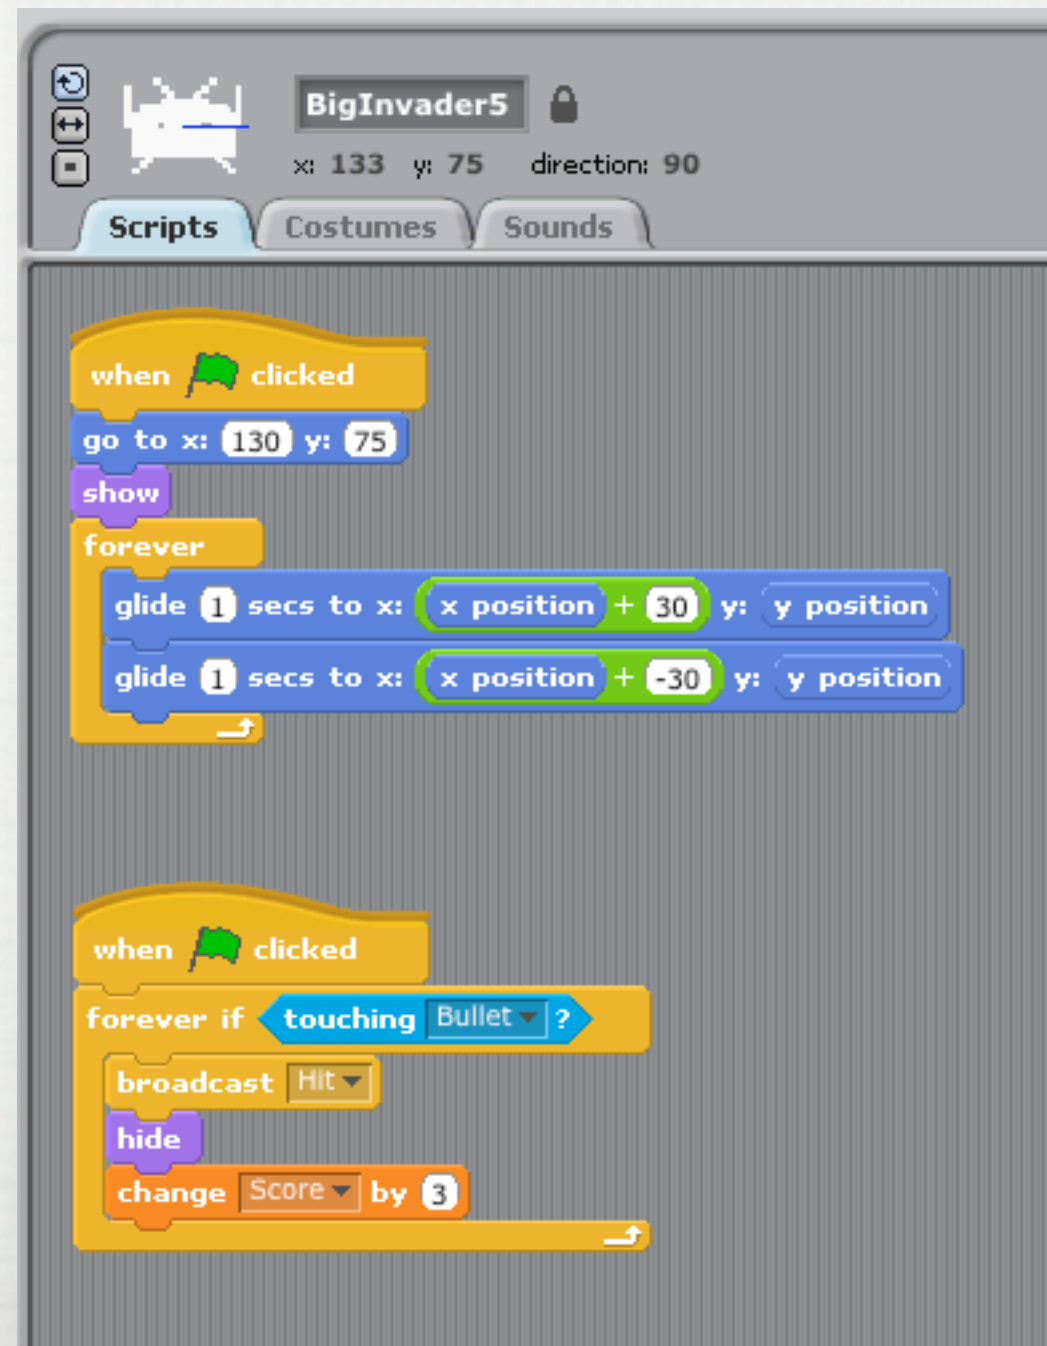 BigInvader5
x: 133 y: 75 direction: 90
Scripts Costumes Sounds
when clicked
go to x: 130 y: 75
show
forever
glide 1 secs to x: x position + 30 y: y position
glide 1 secs to x: x position + -30 y: y position
when clicked
forever if touching Bullet ?
broadcast Hit
hide
change Score by 3